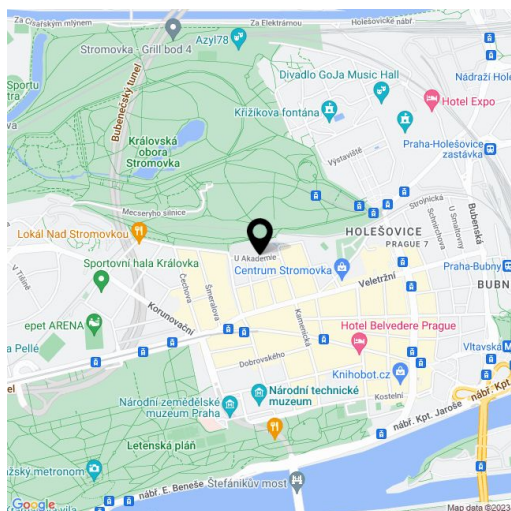 Za Císařským mlýnem
Za Elektrárnou
Holešovické nábř
Azyl78
Stromovka - Grill bod 4
Sportu
Bubenečský tunel
Divadlo GoJa Music Hall
Nádraží Hole
Hotel Expo
Křižíkova fontána
Královská
obora
Stromovka
Praha-Holešovice
zastávka
Výstaviště
Strojnická
Mecseryho silnice
Lokál Nad Stromovkou
U Akademie
HOLEŠOVICE
PRAGUE 7
Schnirchova
U Smaltovny
Bubenská
Sportovní hala Královka
Centrum Stromovka
Praha-Bubny
V Tišině
Čechova
Šmeralova
Veletržní
BUBN
Korunovační
Kamenická
epet ARENA
Hotel Belvedere Prague
a Pellé
Dobrovského
Vltavská
Knihobot.cz
Národní technické
muzeum
Národní zemědělské
muzeum Praha
Kostelní
Letenská pláň
nábř. Kpt. Jaroše
nábř. Kpt
žský metronom
nábř. E. Beneše
Štefánikův most
Google
Map data ©2023